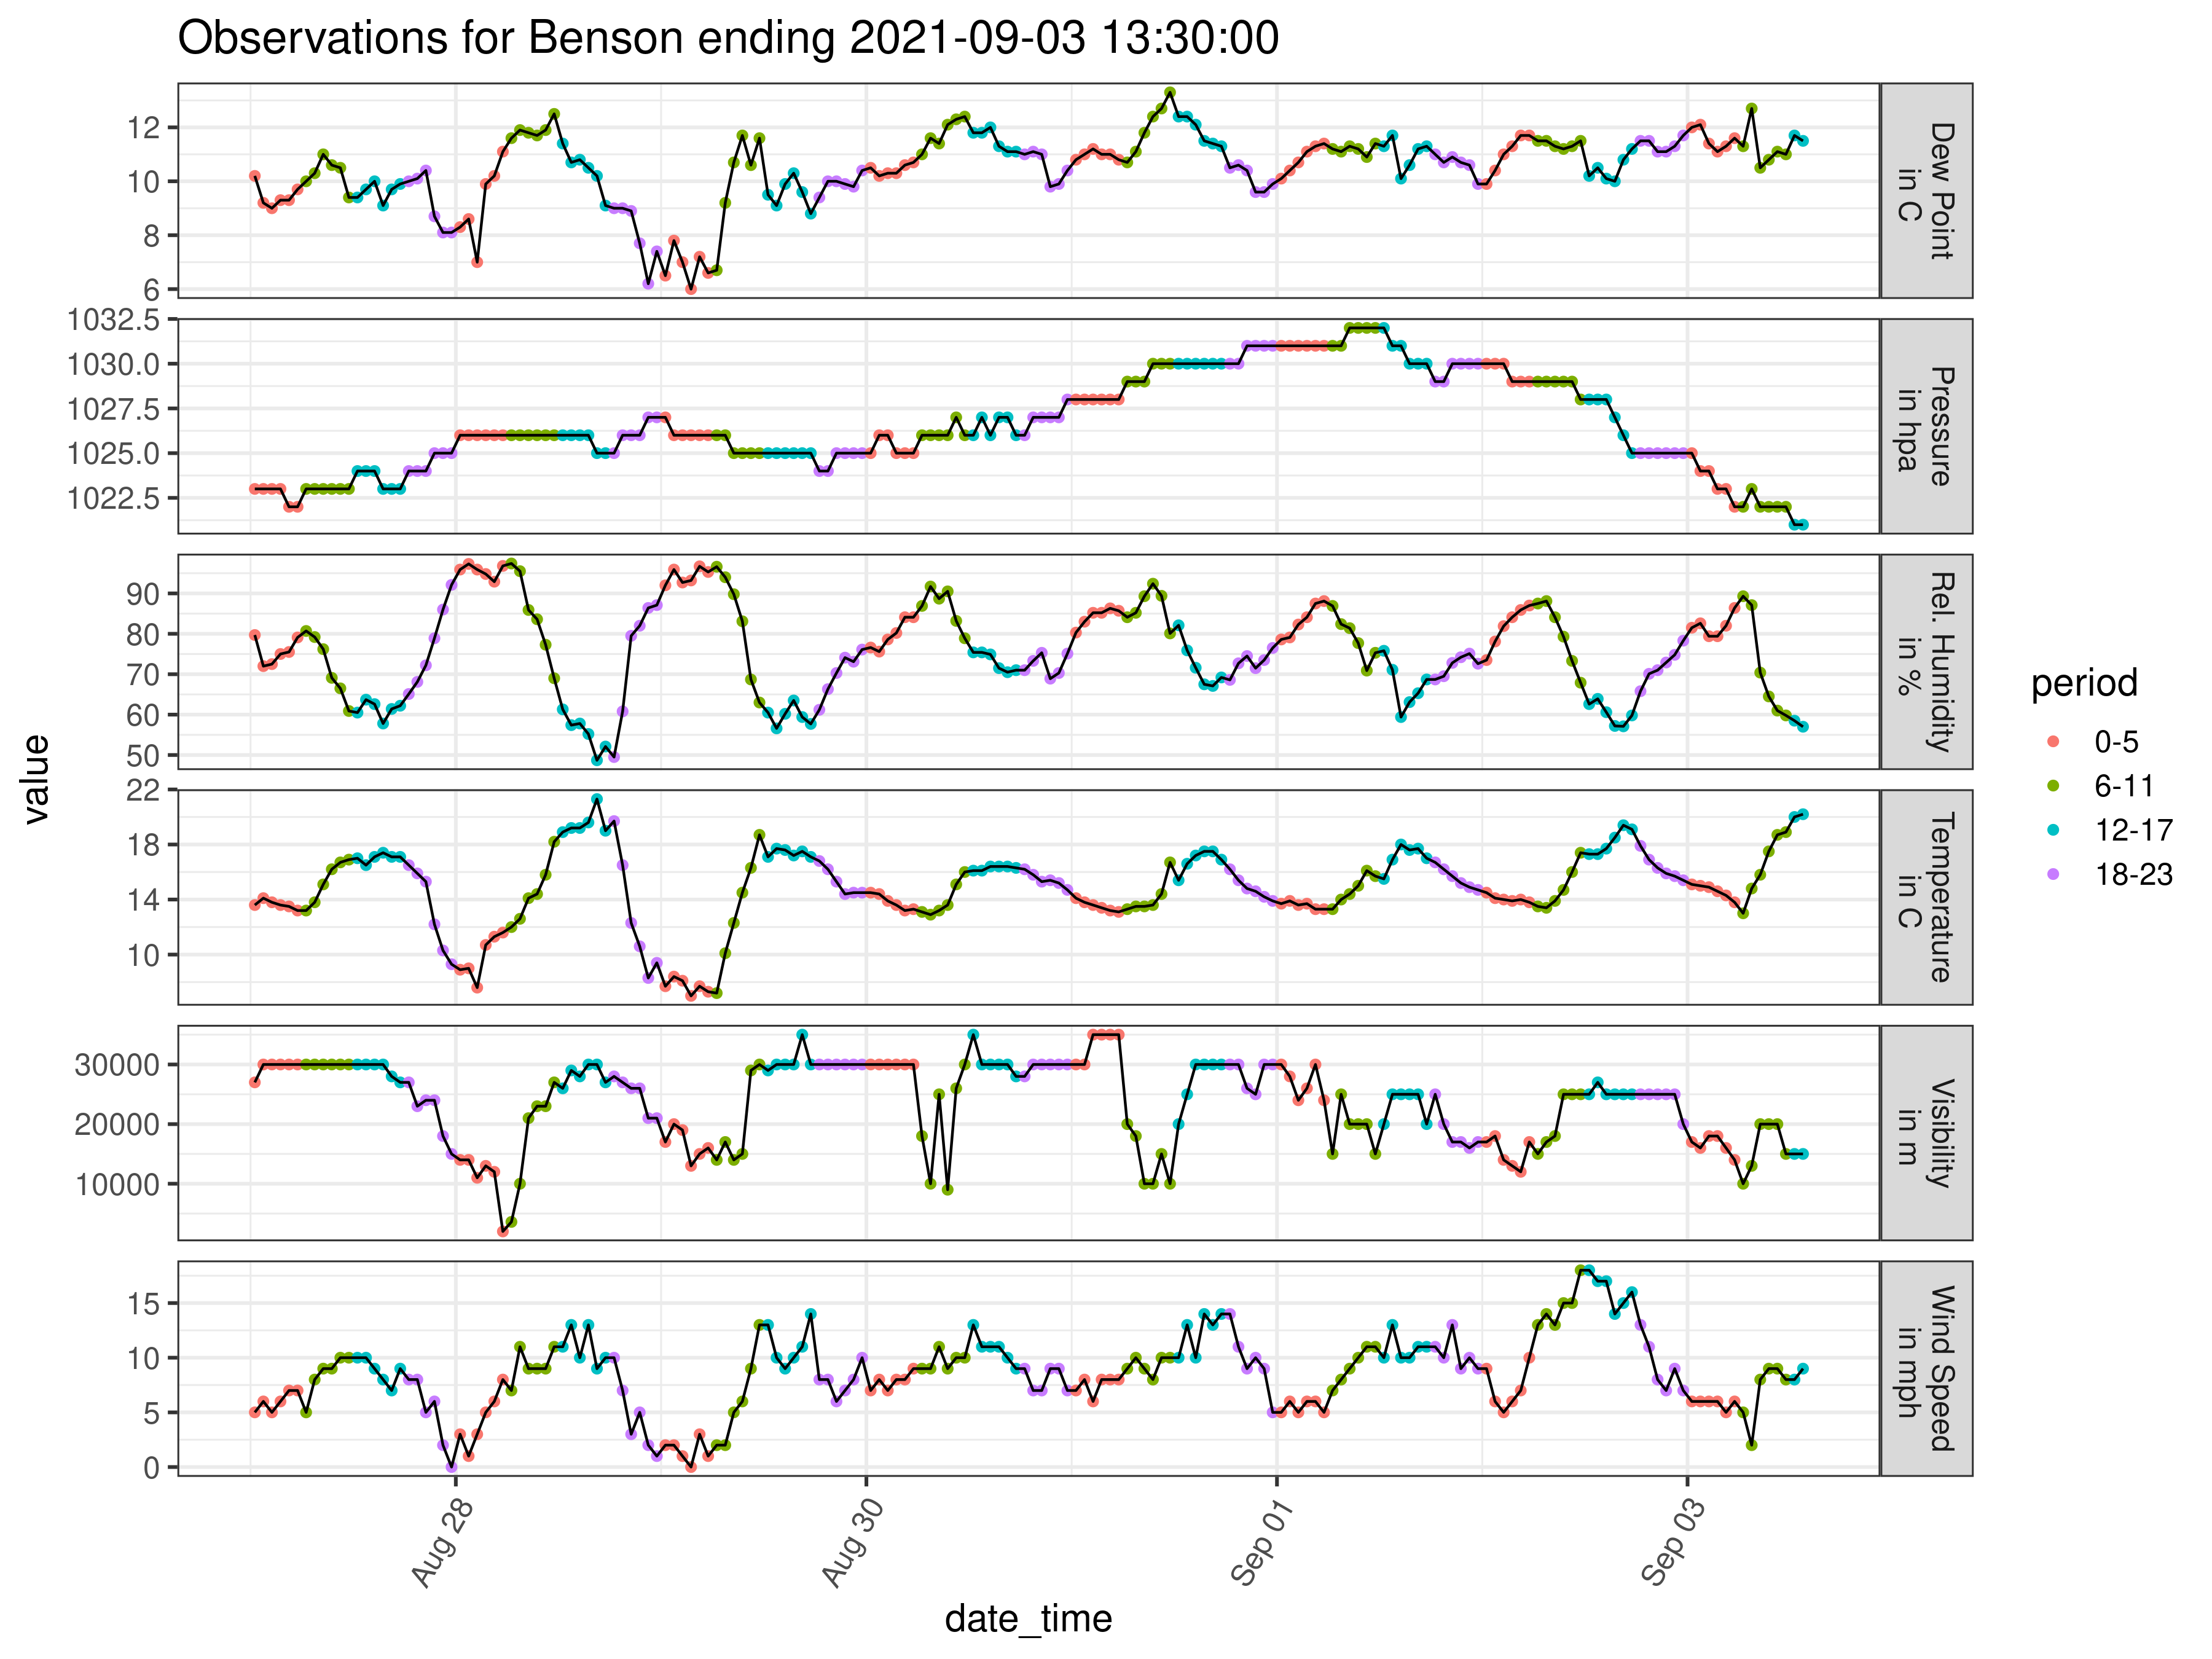 Observations for Benson ending 2021-09-03 13:30:00
12
10
8
6
Dew Point
in C
1032.5
1030.0
1027.5
1025.0
1022.5
Pressure
in hpa
90
80
70
60
50
Rel. Humidity
in %
22
18
14
10
Temperature
in C
30000
20000
10000
Visibility
in m
15
10
5
0
Wind Speed
in mph
value
Aug 28
Aug 30
Sep 01
Sep 03
date_time
period
0-5
6-11
12-17
18-23